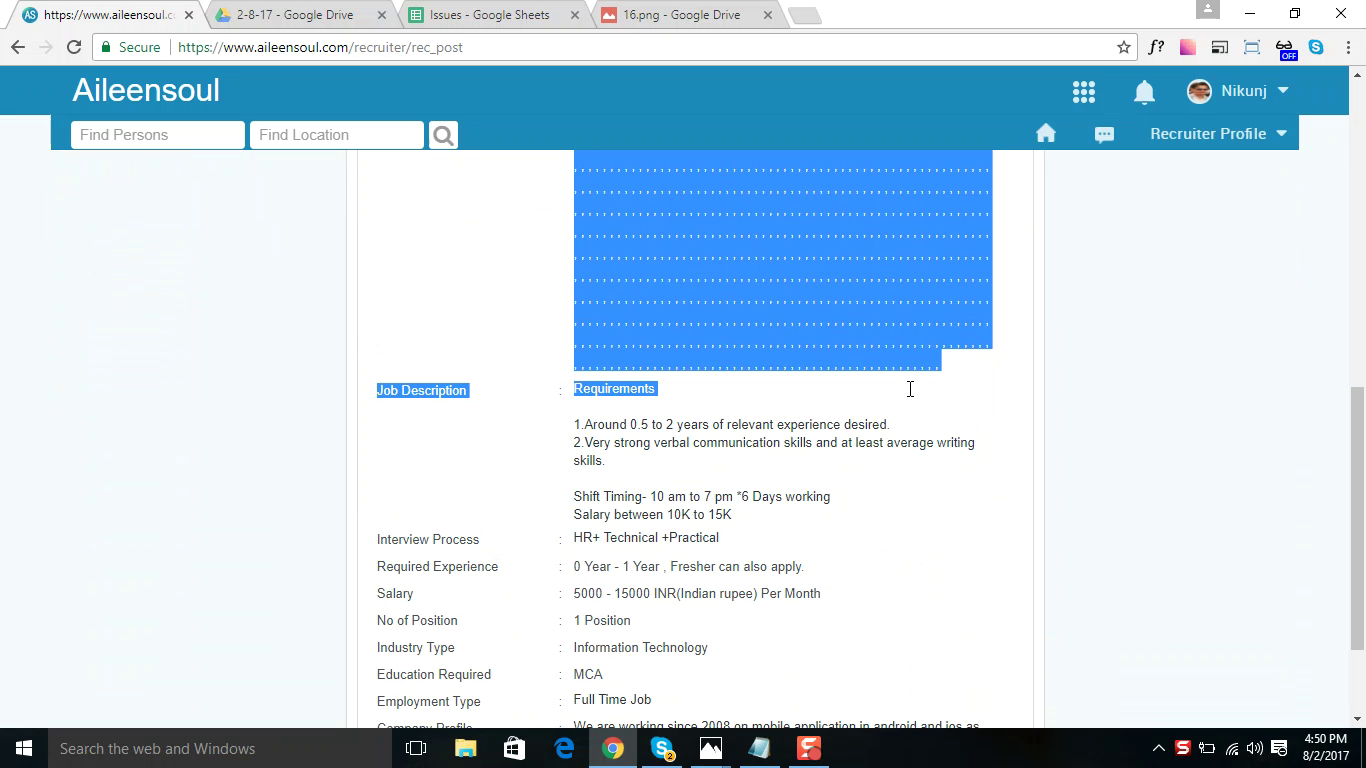 https://www.aileensoul.co
2-8-17 - Google Drive
Issues - Google Sheets
16.png - Google Drive
Secure
https://www.aileensoul.com/recruiter/rec_post
f?
OFF
Aileensoul
Nikunj
Find Persons
Find Location
Recruiter Profile
Job Description : Requirements
1.Around 0.5 to 2 years of relevant experience desired.
2.Very strong verbal communication skills and at least average writing
skills.
Shift Timing- 10 am to 7 pm *6 Days working
Salary between 10K to 15K
Interview Process : HR+ Technical +Practical
Required Experience : 0 Year - 1 Year , Fresher can also apply.
Salary : 5000 - 15000 INR(Indian rupee) Per Month
No of Position : 1 Position
Industry Type : Information Technology
Education Required : MCA
Employment Type : Full Time Job
Company Profile : We are working since 2008 on mobile application in android and ios as
Search the web and Windows
4:50 PM
8/2/2017